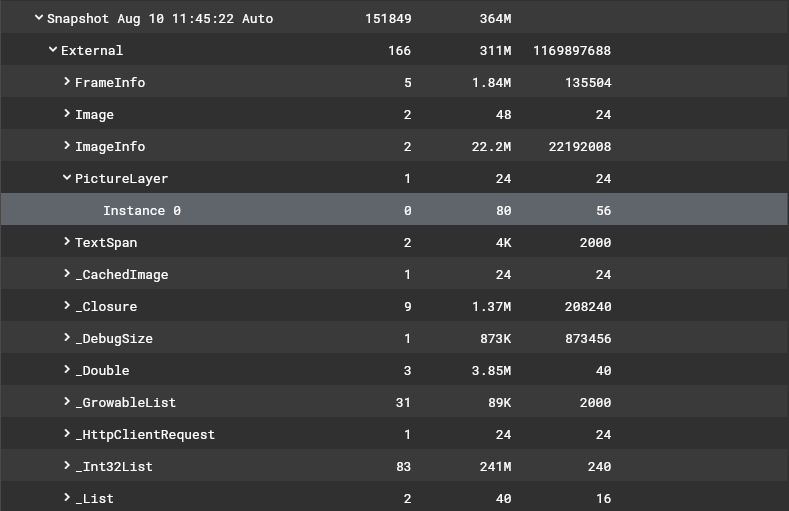 Snapshot Aug 10 11:45:22 Auto 151849 364M
External 166 311M 1169897688
FrameInfo 5 1.84M 135504
Image 2 48 24
ImageInfo 2 22.2M 22192008
PictureLayer 1 24 24
Instance 0 0 80 56
TextSpan 2 4K 2000
_CachedImage 1 24 24
_Closure 9 1.37M 208240
_DebugSize 1 873K 873456
_Double 3 3.85M 40
_GrowableList 31 89K 2000
_HttpClientRequest 1 24 24
_Int32List 83 241M 240
_List 2 40 16